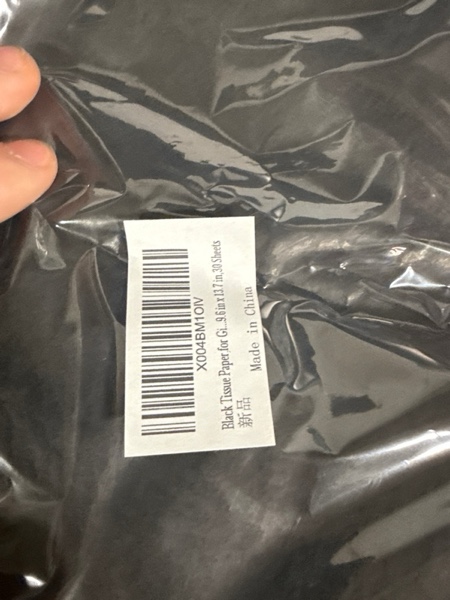 X004BM1OIV
Black Tissue Paper,for Gi...9.6 in x 13.7 in,30 Sheets
新品
Made in China